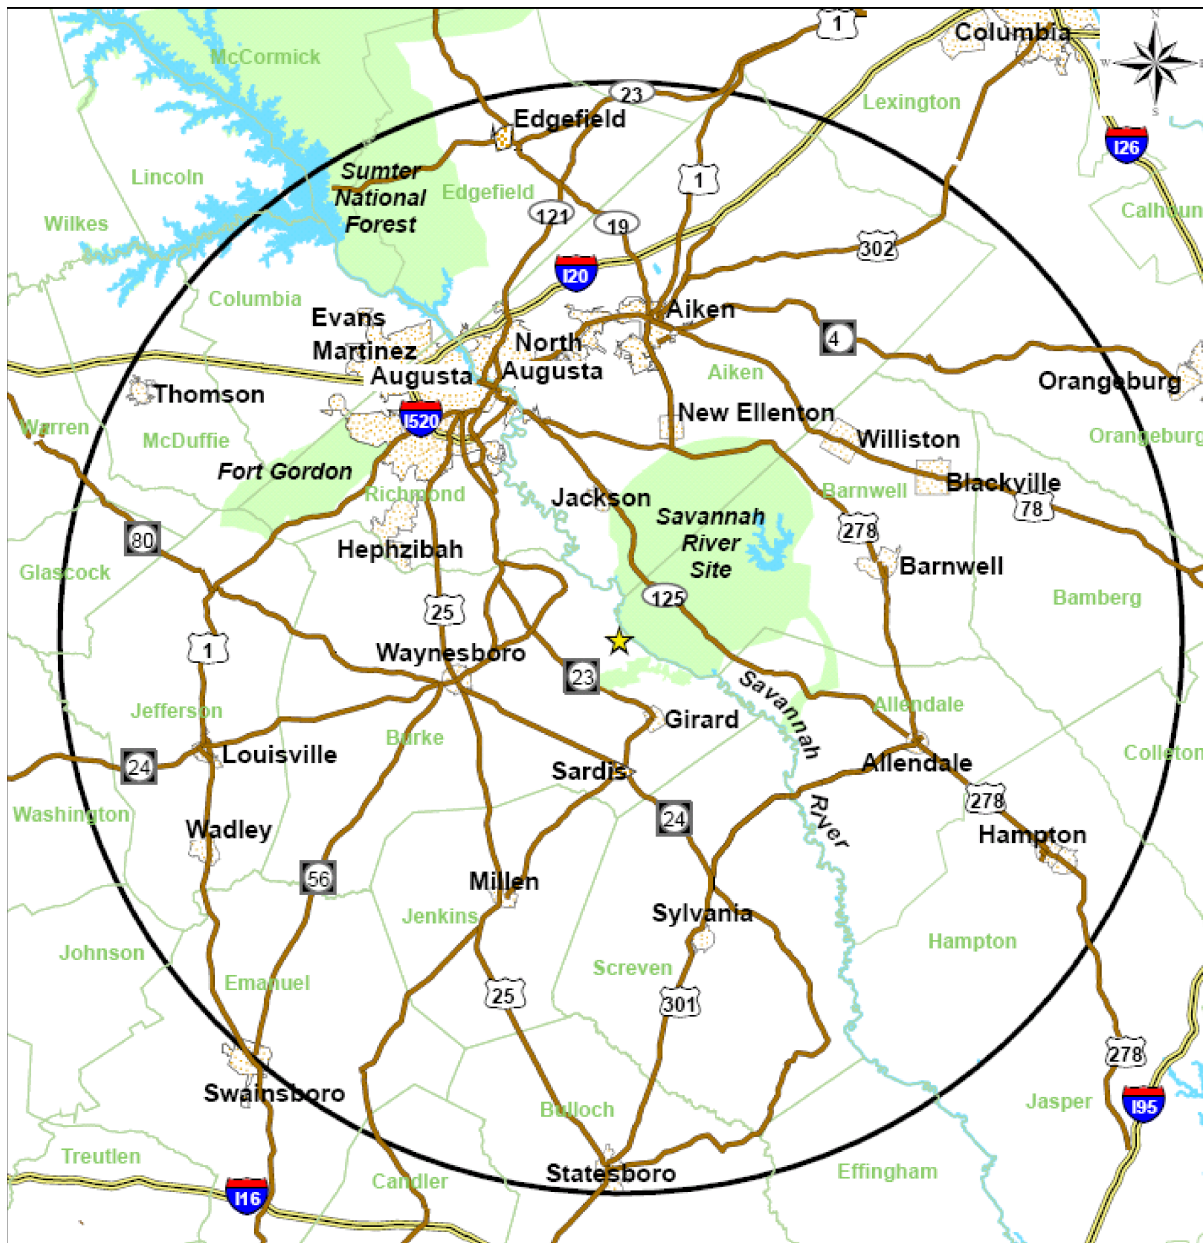 1
Columbia
N
W
E
S
McCormick
23
Lexington
Edgefield
I26
Sumter
National
Forest
Lincoln
Edgefield
1
Wilkes
121
19
Calhoun
302
I20
Columbia
Evans
Aiken
Martinez
North
Augusta
4
Augusta
Aiken
Orangeburg
Thomson
I520
New Ellenton
Warren
McDuffie
Williston
Orangeburg
Fort Gordon
Richmond
Jackson
Barnwell
Blackville
78
Savannah
River
Site
278
80
Hephzibah
Barnwell
Glascock
125
Bamberg
25
1
Waynesboro
23
Savannah
River
Jefferson
Girard
Allendale
Burke
24
Louisville
Sardis
Allendale
Colleton
278
Washington
24
Wadley
Hampton
56
Millen
Jenkins
Sylvania
Johnson
Hampton
Emanuel
Screven
25
301
278
Swainsboro
Bulloch
Jasper
I95
Treutlen
Statesboro
Candler
Effingham
I16